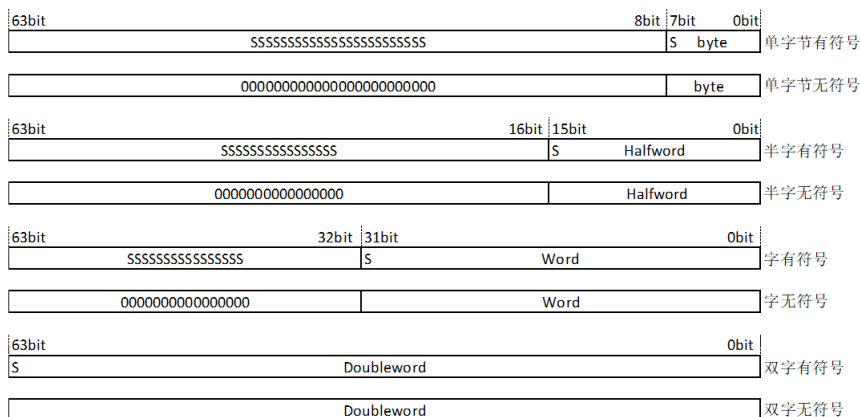 63bit 8bit 7bit 0bit
SSSSSSSSSSSSSSSSSSSSSSSS S byte 单字节有符号
000000000000000000000000 byte 单字节无符号
63bit 16bit 15bit 0bit
SSSSSSSSSSSSSSSS S Halfword 半字有符号
0000000000000000 Halfword 半字无符号
63bit 32bit 31bit 0bit
SSSSSSSSSSSSSSSS S Word 字有符号
0000000000000000 Word 字无符号
63bit 0bit
S Doubleword 双字有符号
Doubleword 双字无符号